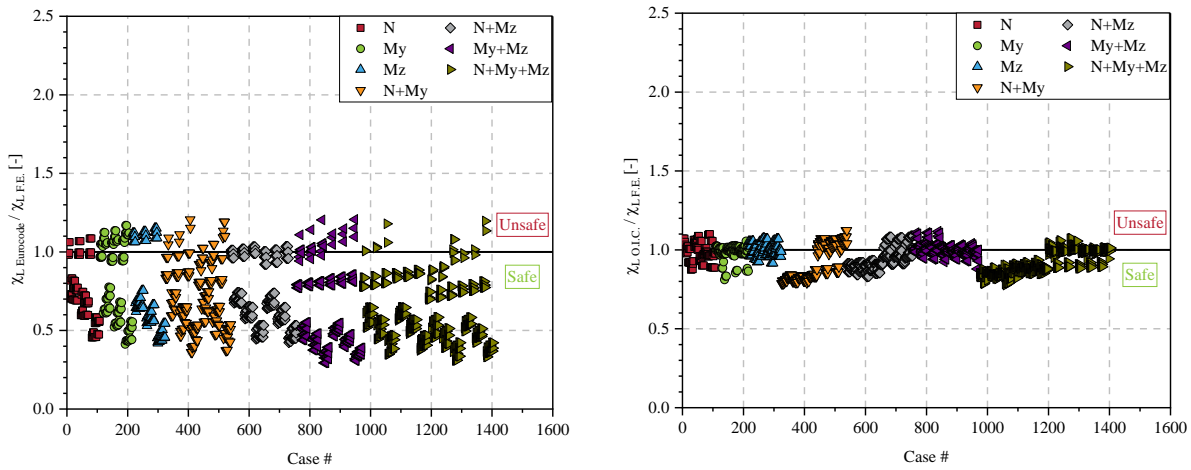 2.5
2.0
1.5
1.0
0.5
0.0
0 200 400 600 800 1000 1200 1400 1600
χL Eurocode / χL F.E. [-]
Case #
N
My
Mz
N+My
N+Mz
My+Mz
N+My+Mz
Unsafe
Safe
2.5
2.0
1.5
1.0
0.5
0.0
0 200 400 600 800 1000 1200 1400 1600
χL O.I.C. / χL F.E. [-]
Case #
N
My
Mz
N+My
N+Mz
My+Mz
N+My+Mz
Unsafe
Safe